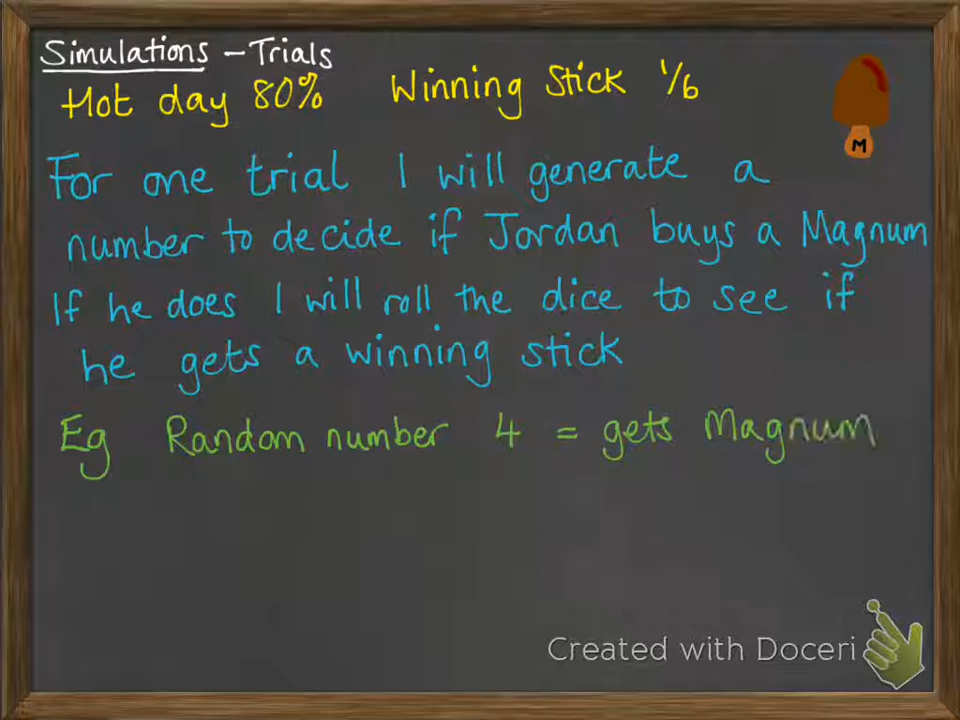 Simulations - Trials
Hot day 80% Winning Stick 1/6
M
For one trial I will generate a
number to decide if Jordan buys a Magnum
If he does I will roll the dice to see if
he gets a winning stick
Eg Random number 4 = gets Magnum
Created with Doceri